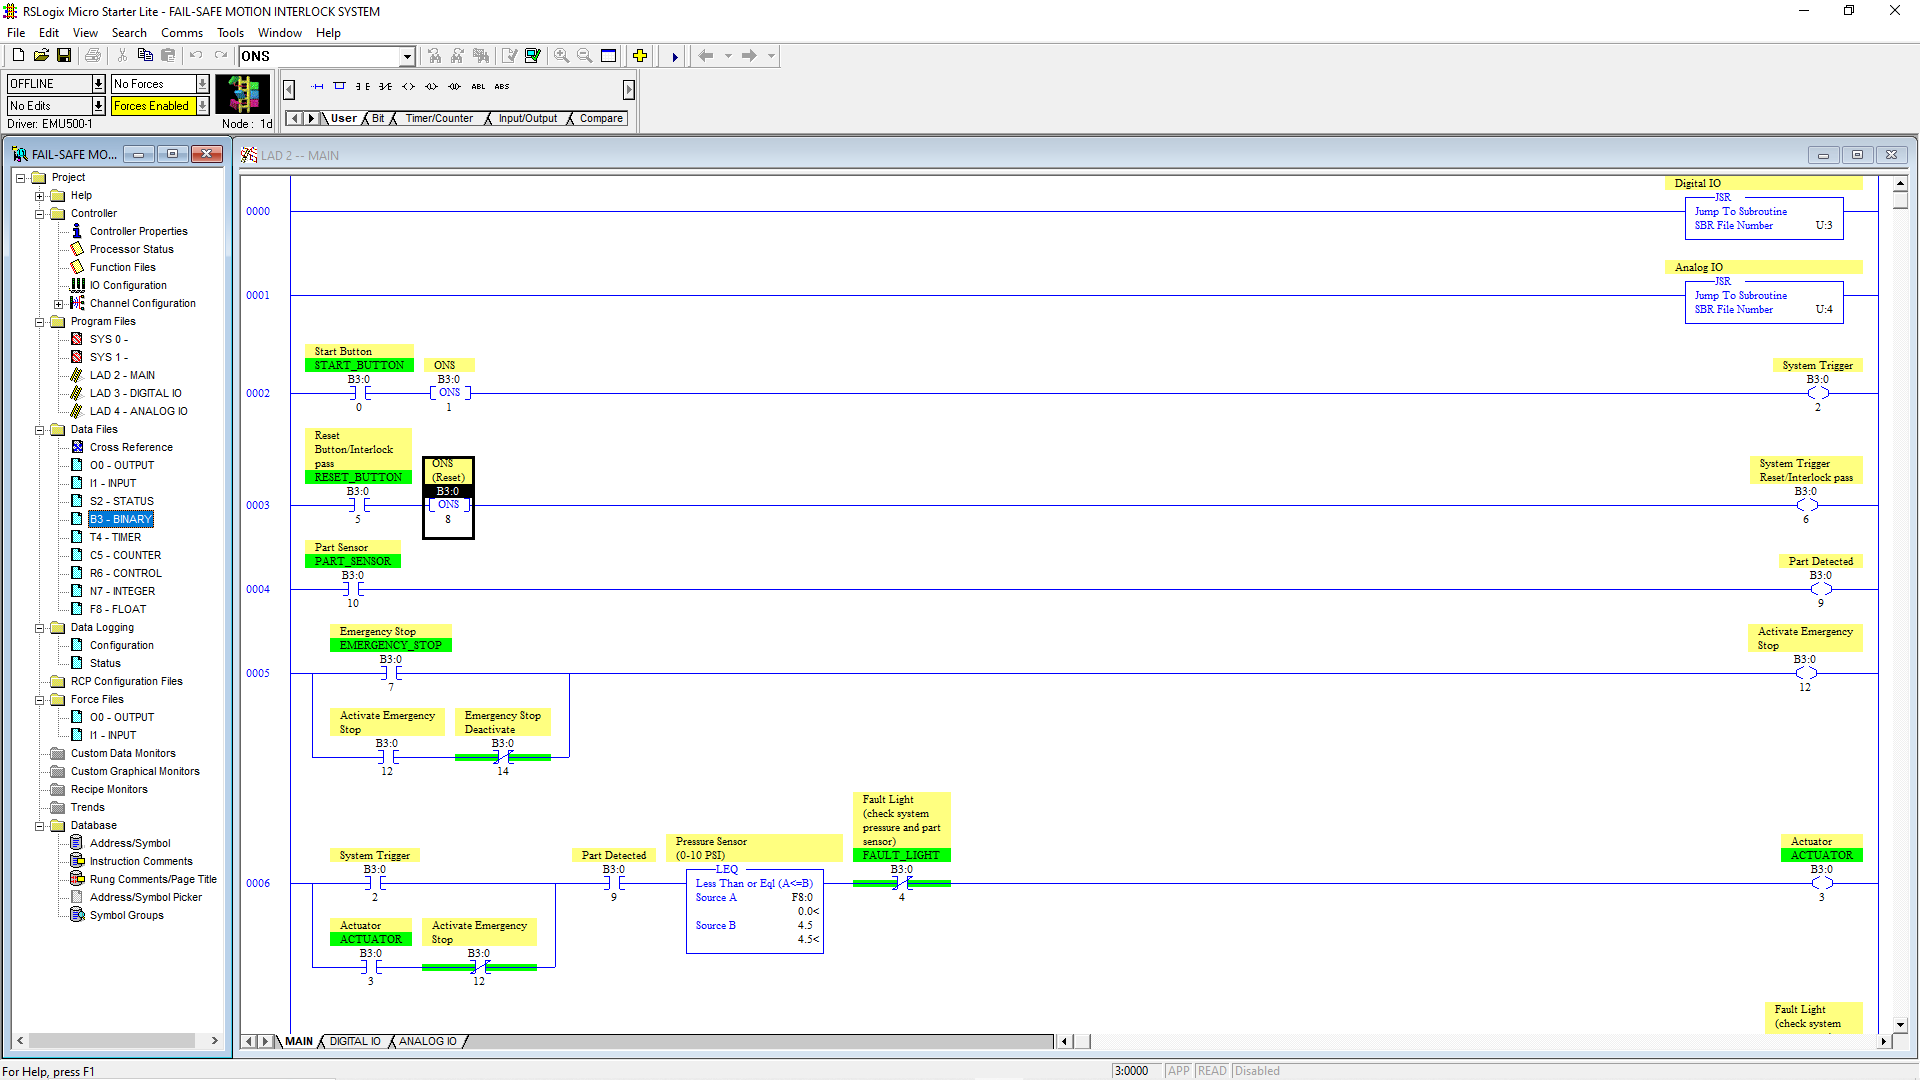 RSLogix Micro Starter Lite - FAIL-SAFE MOTION INTERLOCK SYSTEM
File Edit View Search Comms Tools Window Help
ONS
OFFLINE No Forces
No Edits Forces Enabled
Driver: EMU500-1 Node : 1d
ABL ABS
User Bit Timer/Counter Input/Output Compare
FAIL-SAFE MO...
Project
Help
Controller
Controller Properties
Processor Status
Function Files
IO Configuration
Channel Configuration
Program Files
SYS 0 -
SYS 1 -
LAD 2 - MAIN
LAD 3 - DIGITAL IO
LAD 4 - ANALOG IO
Data Files
Cross Reference
O0 - OUTPUT
I1 - INPUT
S2 - STATUS
B3 - BINARY
T4 - TIMER
C5 - COUNTER
R6 - CONTROL
N7 - INTEGER
F8 - FLOAT
Data Logging
Configuration
Status
RCP Configuration Files
Force Files
O0 - OUTPUT
I1 - INPUT
Custom Data Monitors
Custom Graphical Monitors
Recipe Monitors
Trends
Database
Address/Symbol
Instruction Comments
Rung Comments/Page Title
Address/Symbol Picker
Symbol Groups
LAD 2 -- MAIN
Digital IO
JSR
0000
Jump To Subroutine
SBR File Number U:3
Analog IO
JSR
0001
Jump To Subroutine
SBR File Number U:4
Start Button
START_BUTTON ONS System Trigger
B3:0 B3:0 B3:0
0002 ONS
0 1 2
Reset
Button/Interlock
pass ONS System Trigger
RESET_BUTTON (Reset) Reset/Interlock pass
B3:0 B3:0 B3:0
0003 ONS
5 8 6
Part Sensor
PART_SENSOR Part Detected
B3:0 B3:0
0004
10 9
Emergency Stop Activate Emergency
EMERGENCY_STOP Stop
B3:0 B3:0
0005
7 12
Activate Emergency Emergency Stop
Stop Deactivate
B3:0 B3:0
12 14
Fault Light
(check system
pressure and part
Pressure Sensor sensor) Actuator
System Trigger Part Detected (0-10 PSI) FAULT_LIGHT ACTUATOR
B3:0 B3:0 LEQ B3:0 B3:0
0006 Less Than or Eql (A<=B)
2 9 Source A F8:0 4 3
0.0<
Source B 4.5
4.5<
Actuator Activate Emergency
ACTUATOR Stop
B3:0 B3:0
3 12
Fault Light
(check system
MAIN DIGITAL IO ANALOG IO
For Help, press F1 3:0000 APP READ Disabled